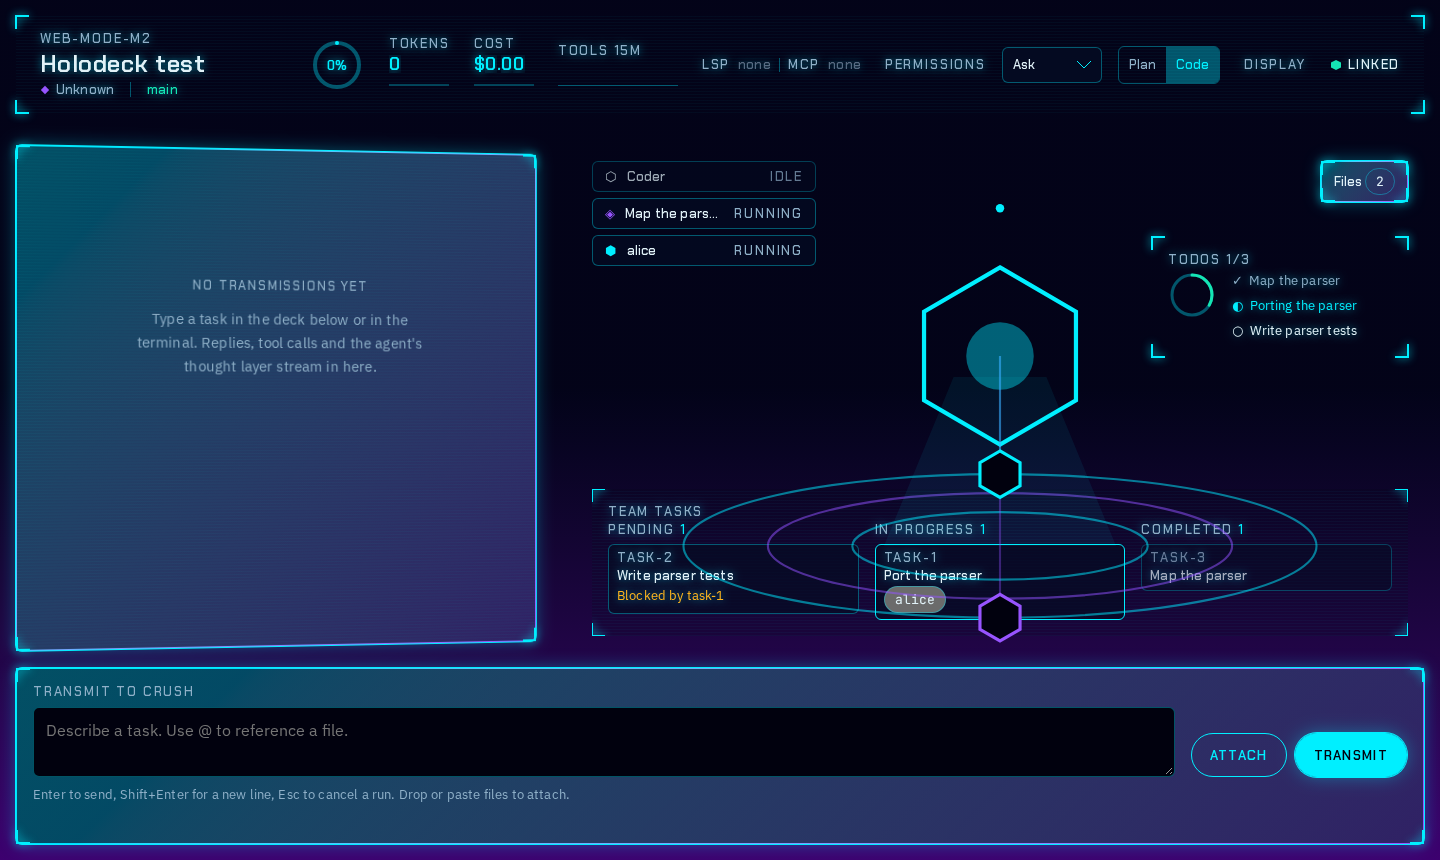 WEB-MODE-M2
Holodeck test
Unknown main
0%
TOKENS
0
COST
$0.00
TOOLS 15M
LSP none MCP none
PERMISSIONS
Ask
Plan Code
DISPLAY
LINKED
NO TRANSMISSIONS YET
Type a task in the deck below or in the
terminal. Replies, tool calls and the agent's
thought layer stream in here.
Coder IDLE
Map the pars... RUNNING
alice RUNNING
Files 2
TODOS 1/3
✓ Map the parser
Porting the parser
Write parser tests
TEAM TASKS
PENDING 1
TASK-2
Write parser tests
Blocked by task-1
IN PROGRESS 1
TASK-1
Port the parser
alice
COMPLETED 1
TASK-3
Map the parser
TRANSMIT TO CRUSH
Describe a task. Use @ to reference a file.
ATTACH
TRANSMIT
Enter to send, Shift+Enter for a new line, Esc to cancel a run. Drop or paste files to attach.